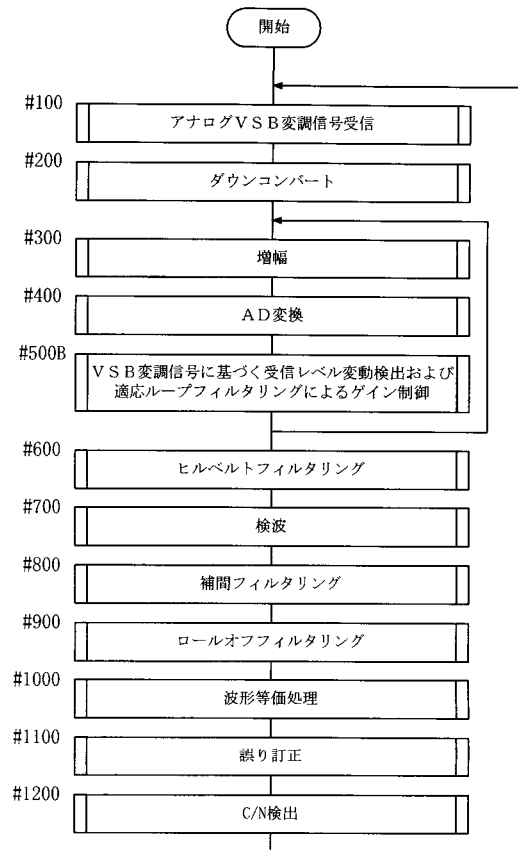 開始
#100
アナログVSB変調信号受信
#200
ダウンコンバート
#300
増幅
#400
AD変換
#500B
VSB変調信号に基づく受信レベル変動検出および
適応ループフィルタリングによるゲイン制御
#600
ヒルベルトフィルタリング
#700
検波
#800
補間フィルタリング
#900
ロールオフフィルタリング
#1000
波形等価処理
#1100
誤り訂正
#1200
C/N検出